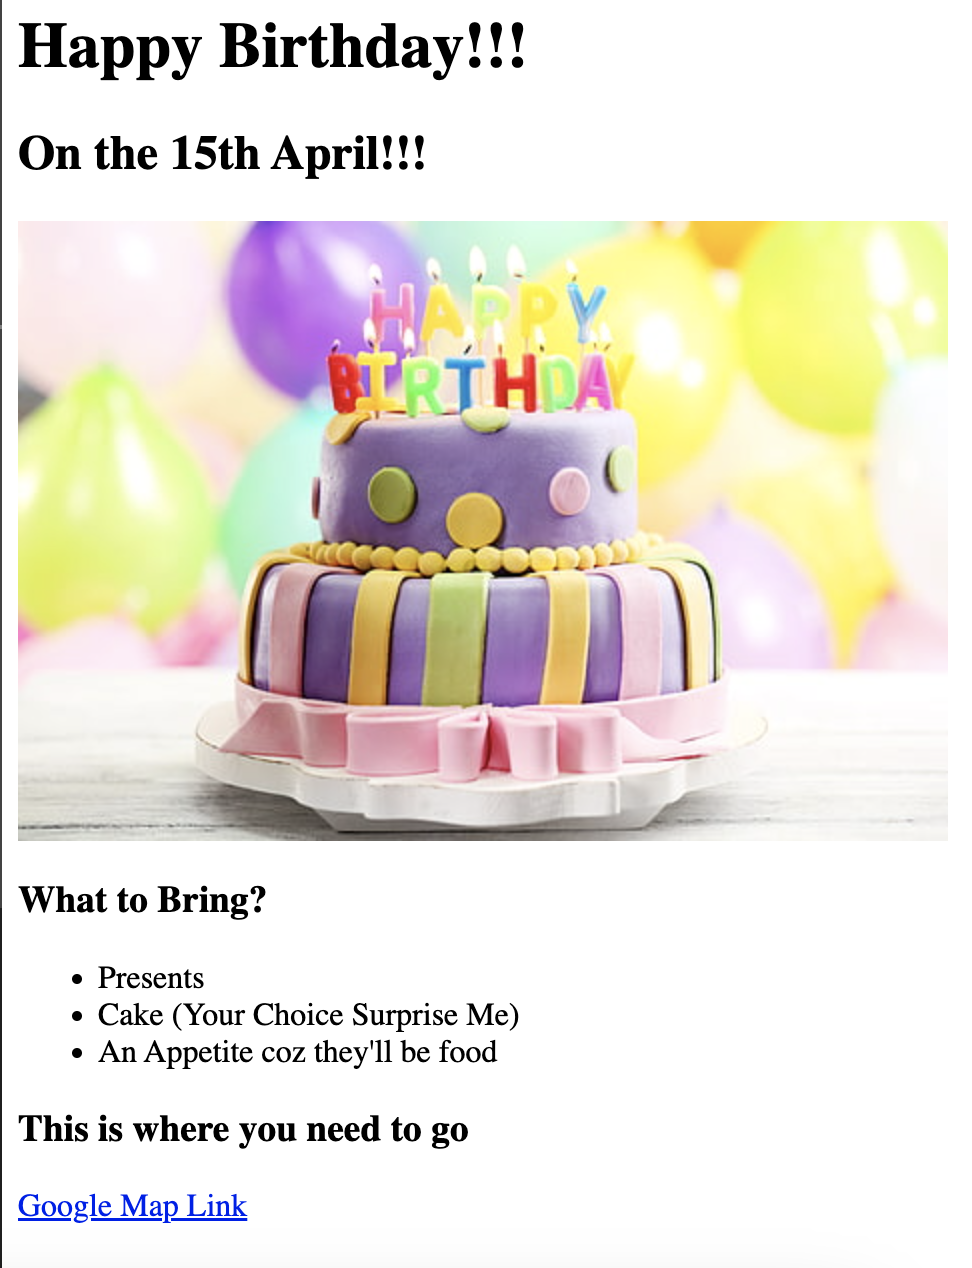 Happy Birthday!!!
On the 15th April!!!
HAPPY
BIRTHDAY
What to Bring?
Presents
Cake (Your Choice Surprise Me)
An Appetite coz they'll be food
This is where you need to go
Google Map Link